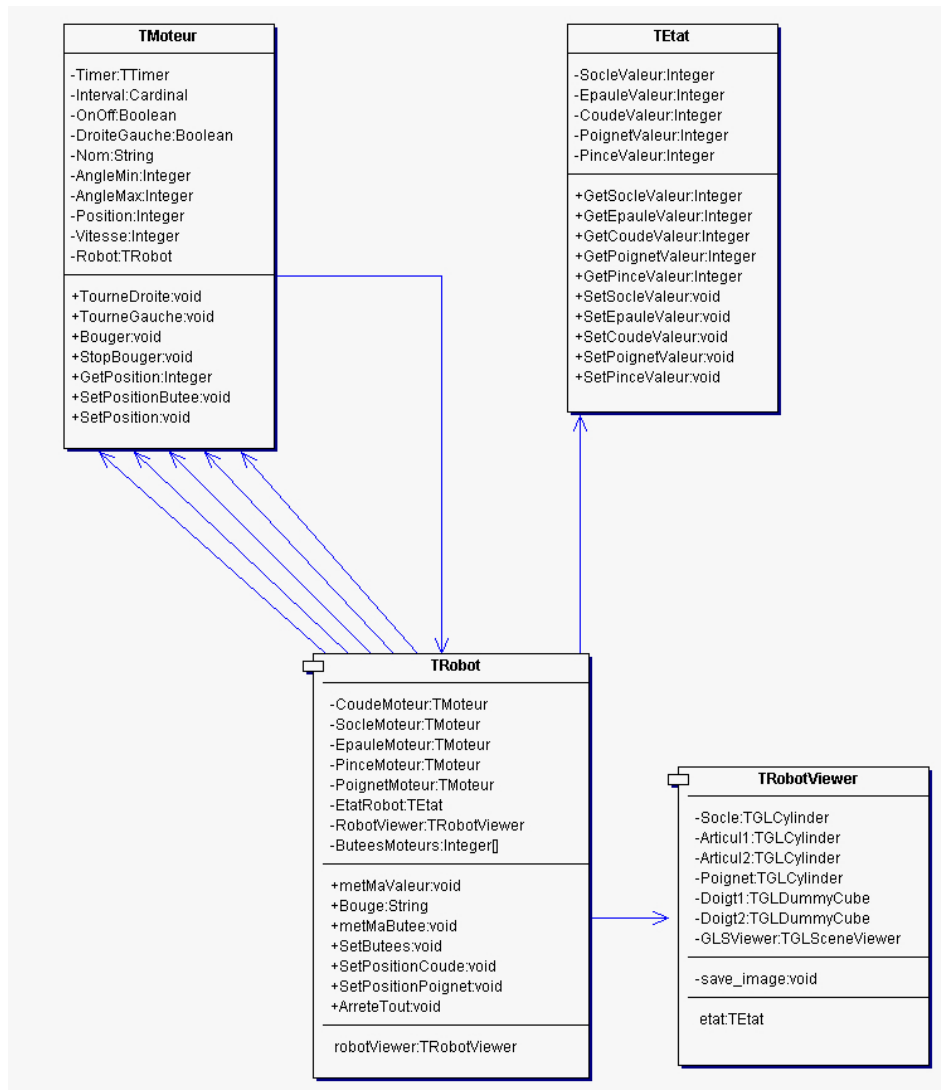 TMoteur
-Timer:TTimer
-Interval:Cardinal
-OnOff:Boolean
-DroiteGauche:Boolean
-Nom:String
-AngleMin:Integer
-AngleMax:Integer
-Position:Integer
-Vitesse:Integer
-Robot:TRobot
+TourneDroite:void
+TourneGauche:void
+Bouger:void
+StopBouger:void
+GetPosition:Integer
+SetPositionButee:void
+SetPosition:void
TEtat
-SocleValeur:Integer
-EpauleValeur:Integer
-CoudeValeur:Integer
-PoignetValeur:Integer
-PinceValeur:Integer
+GetSocleValeur:Integer
+GetEpauleValeur:Integer
+GetCoudeValeur:Integer
+GetPoignetValeur:Integer
+GetPinceValeur:Integer
+SetSocleValeur:void
+SetEpauleValeur:void
+SetCoudeValeur:void
+SetPoignetValeur:void
+SetPinceValeur:void
TRobot
-CoudeMoteur:TMoteur
-SocleMoteur:TMoteur
-EpauleMoteur:TMoteur
-PinceMoteur:TMoteur
-PoignetMoteur:TMoteur
-EtatRobot:TEtat
-RobotViewer:TRobotViewer
-ButeesMoteurs:Integer[]
+metMaValeur:void
+Bouge:String
+metMaButee:void
+SetButees:void
+SetPositionCoude:void
+SetPositionPoignet:void
+ArreteTout:void
robotViewer:TRobotViewer
TRobotViewer
-Socle:TGLCylinder
-Articul1:TGLCylinder
-Articul2:TGLCylinder
-Poignet:TGLCylinder
-Doigt1:TGLDummyCube
-Doigt2:TGLDummyCube
-GLSViewer:TGLSceneViewer
-save_image:void
etat:TEtat